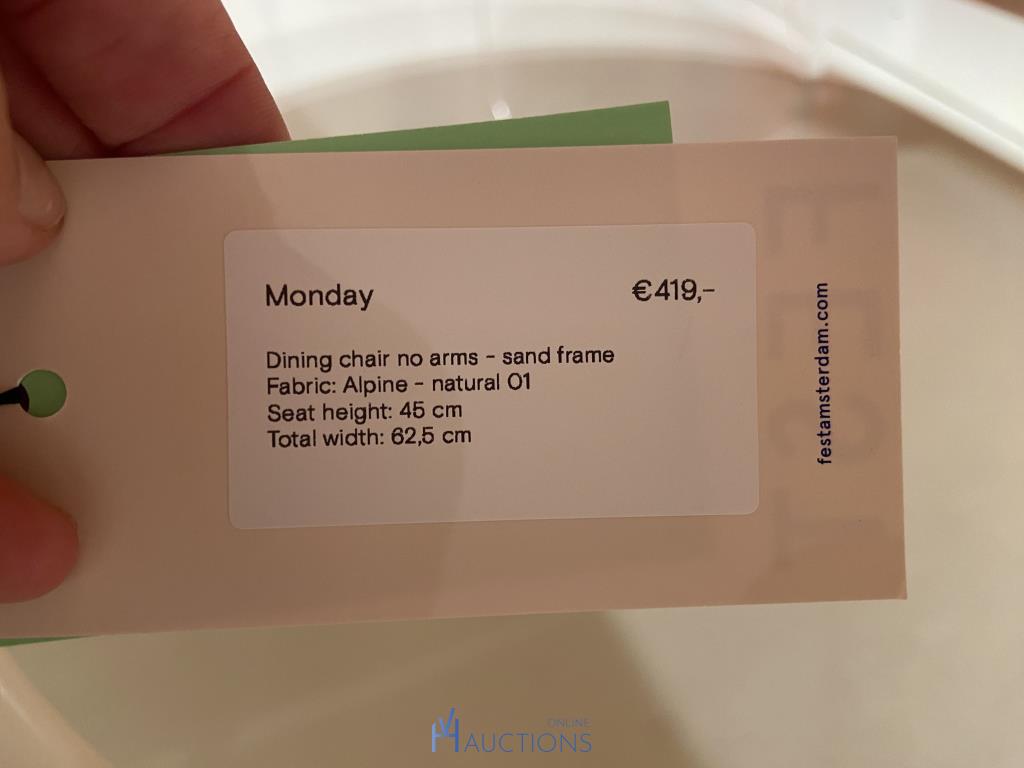 Monday €419,-
Dining chair no arms - sand frame
Fabric: Alpine - natural 01
Seat height: 45 cm
Total width: 62,5 cm
festamsterdam.com
FEST
ONLINE
AUCTIONS